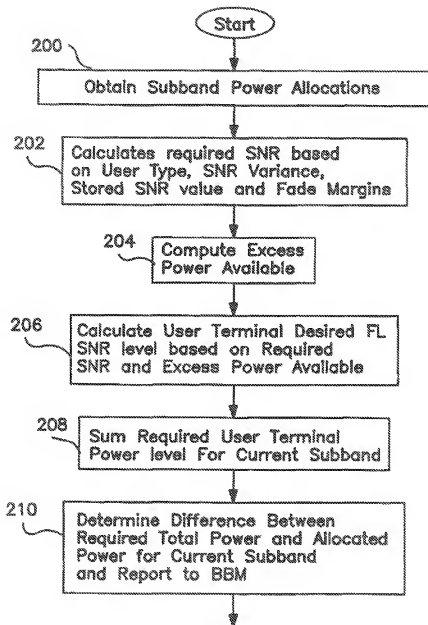 Start
200
Obtain Subband Power Allocations
202
Calculates required SNR based
on User Type, SNR Variance,
Stored SNR value and Fade Margins
204
Compute Excess
Power Available
206
Calculate User Terminal Desired FL
SNR level based on Required
SNR and Excess Power Available
208
Sum Required User Terminal
Power level For Current Subband
210
Determine Difference Between
Required Total Power and Allocated
Power for Current Subband
and Report to BBM